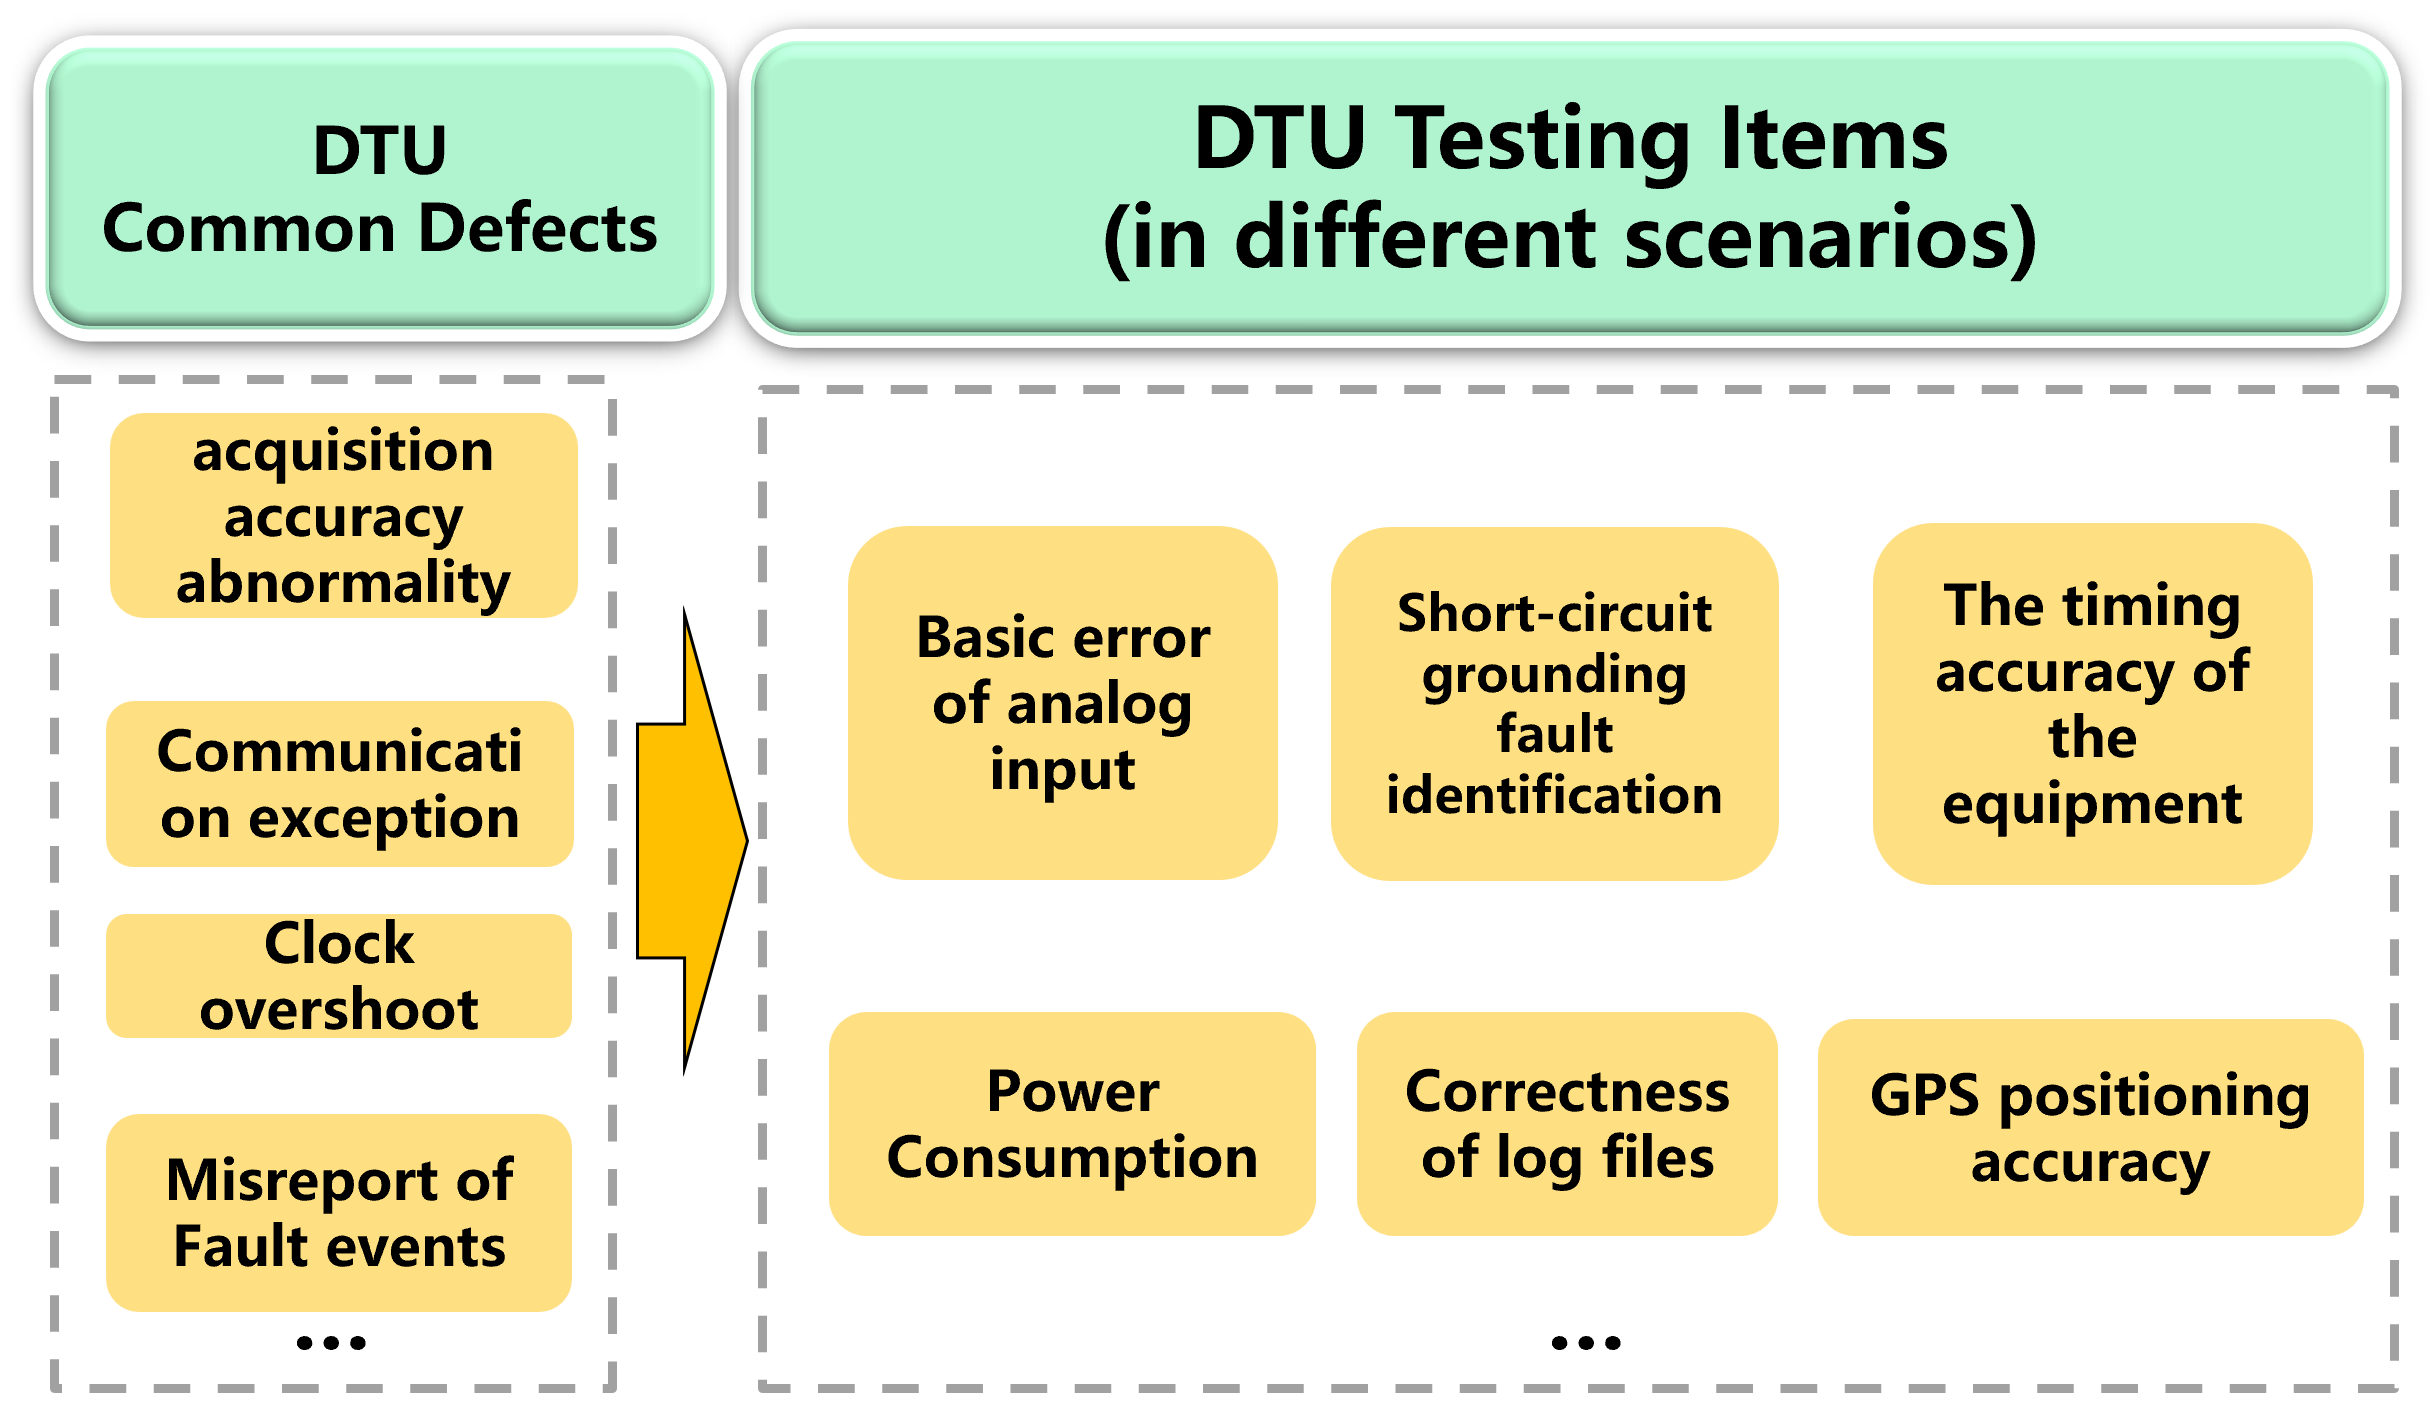 DTU
Common Defects
DTU Testing Items
(in different scenarios)
acquisition
accuracy
abnormality
Communicati
on exception
Clock
overshoot
Misreport of
Fault events
...
Basic error
of analog
input
Short-circuit
grounding
fault
identification
The timing
accuracy of
the
equipment
Power
Consumption
Correctness
of log files
GPS positioning
accuracy
...